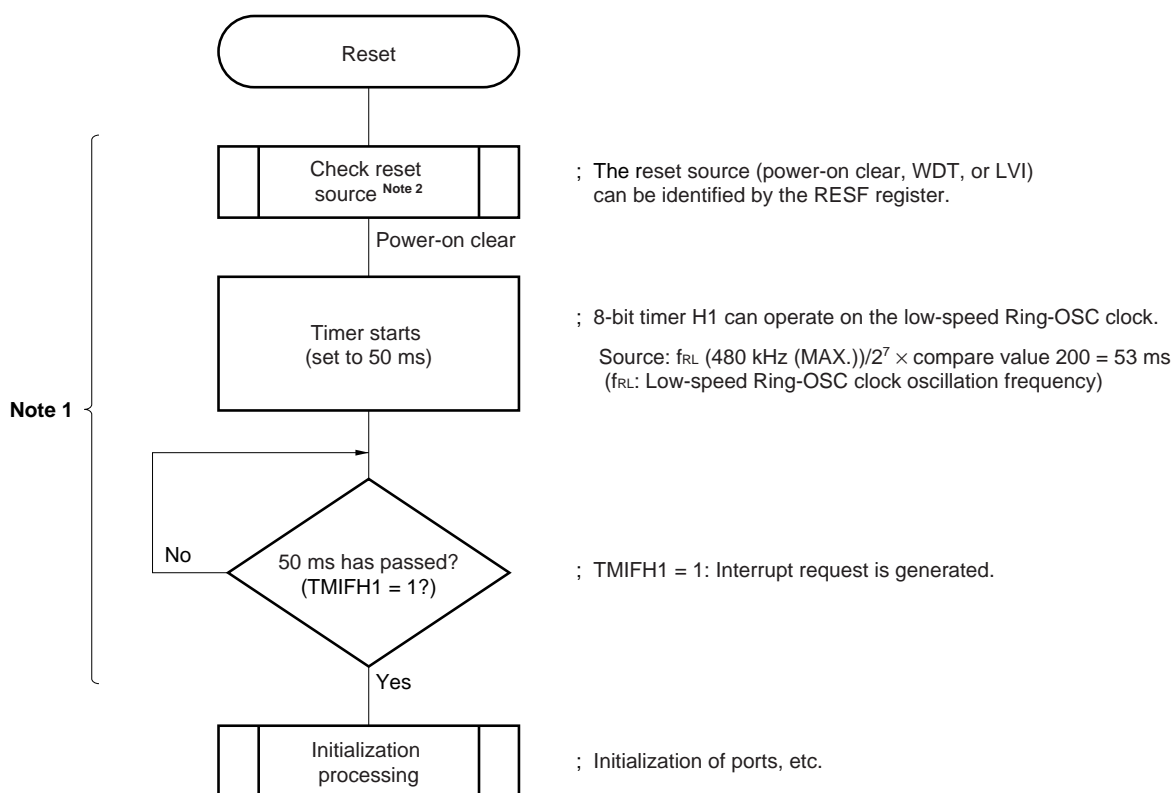 Reset
Check reset
source Note 2
; The reset source (power-on clear, WDT, or LVI)
can be identified by the RESF register.
Power-on clear
Timer starts
(set to 50 ms)
; 8-bit timer H1 can operate on the low-speed Ring-OSC clock.
Source: fRL (480 kHz (MAX.))/2⁷ × compare value 200 = 53 ms
(fRL: Low-speed Ring-OSC clock oscillation frequency)
Note 1
No
50 ms has passed?
(TMIFH1 = 1?)
; TMIFH1 = 1: Interrupt request is generated.
Yes
Initialization
processing
; Initialization of ports, etc.